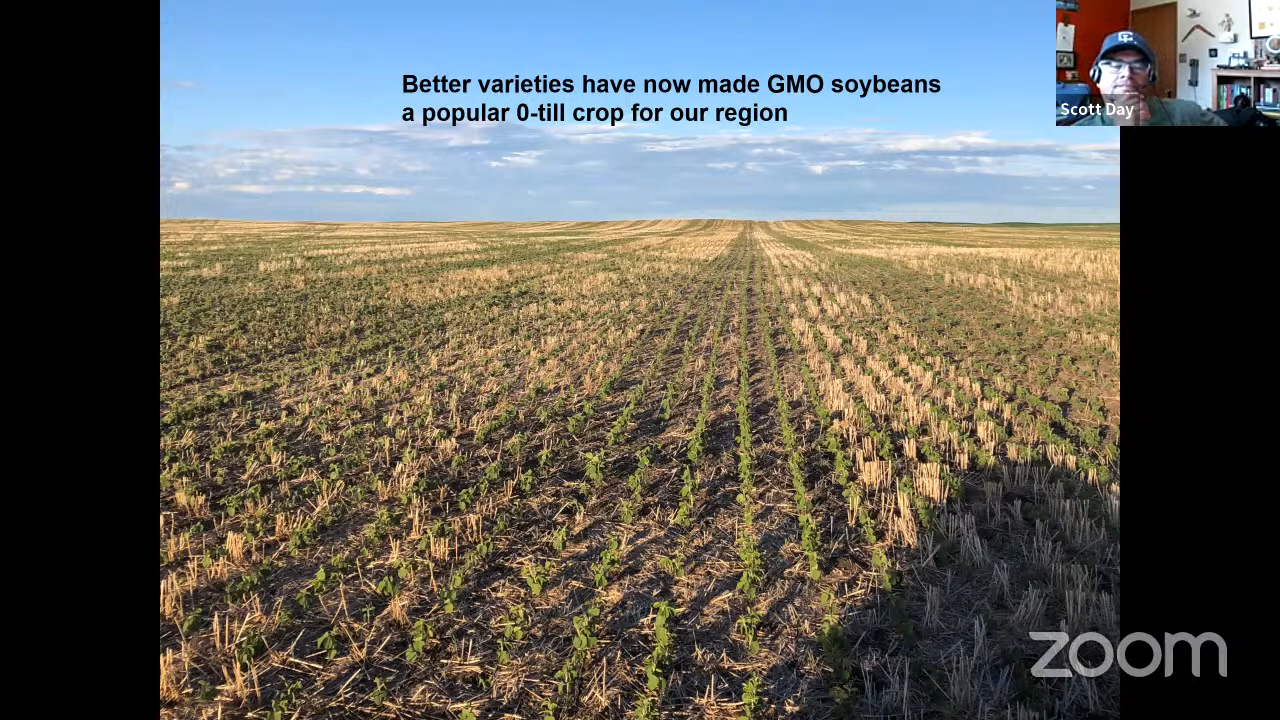 Better varieties have now made GMO soybeans
a popular 0-till crop for our region
Scott Day
zoom